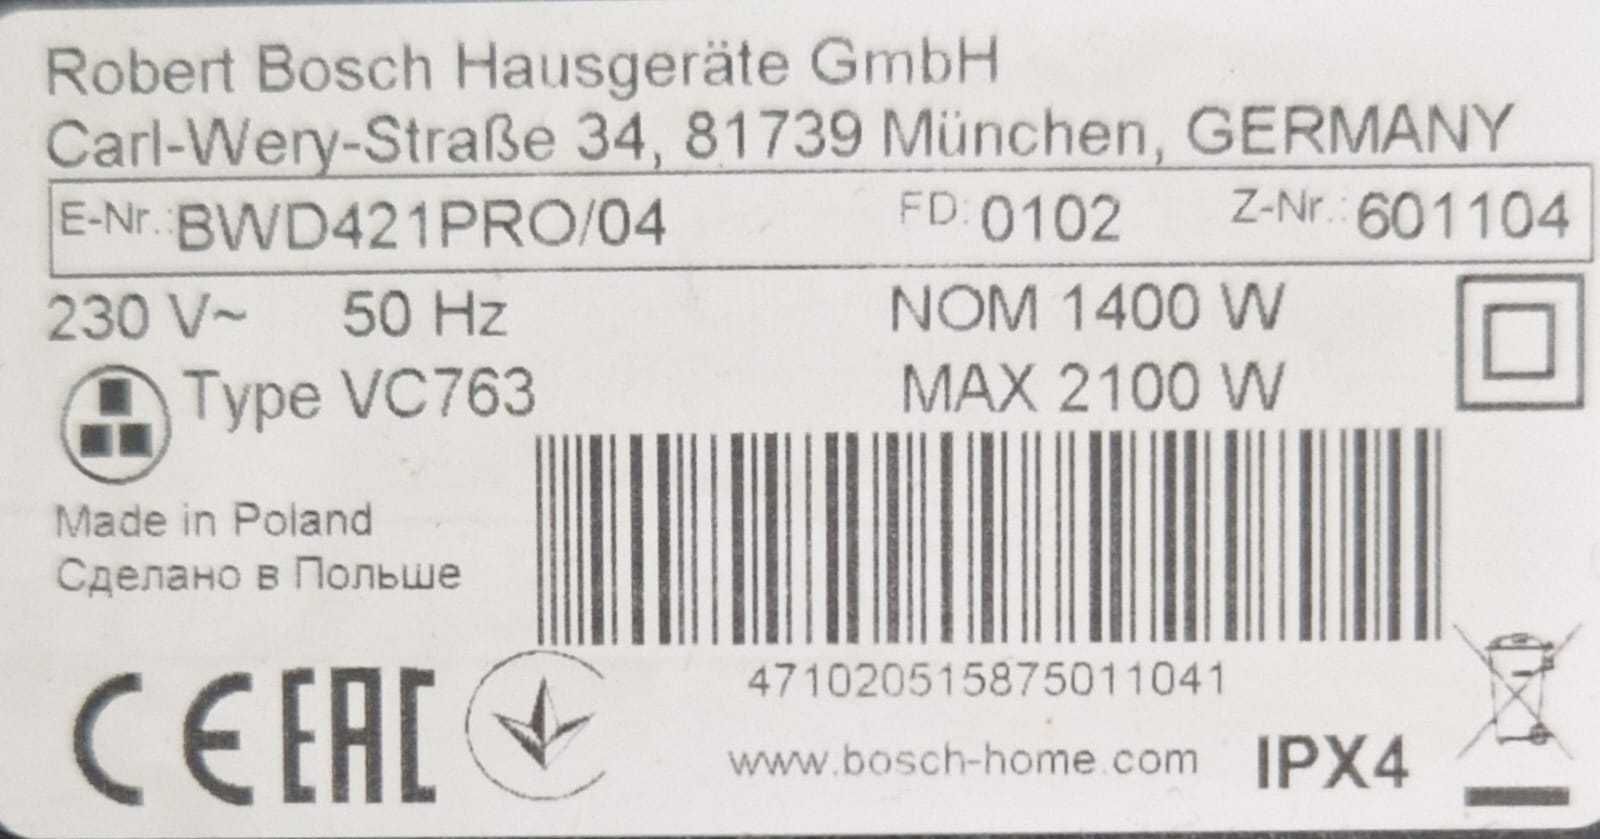 Robert Bosch Hausgeräte GmbH
Carl-Wery-Straße 34, 81739 München, GERMANY
E-Nr.: BWD421PRO/04 FD: 0102 Z-Nr.: 601104
230 V~ 50 Hz NOM 1400 W
Type VC763 MAX 2100 W
Made in Poland
Сделано в Польше
471020515875011041
CE EAC
www.bosch-home.com IPX4